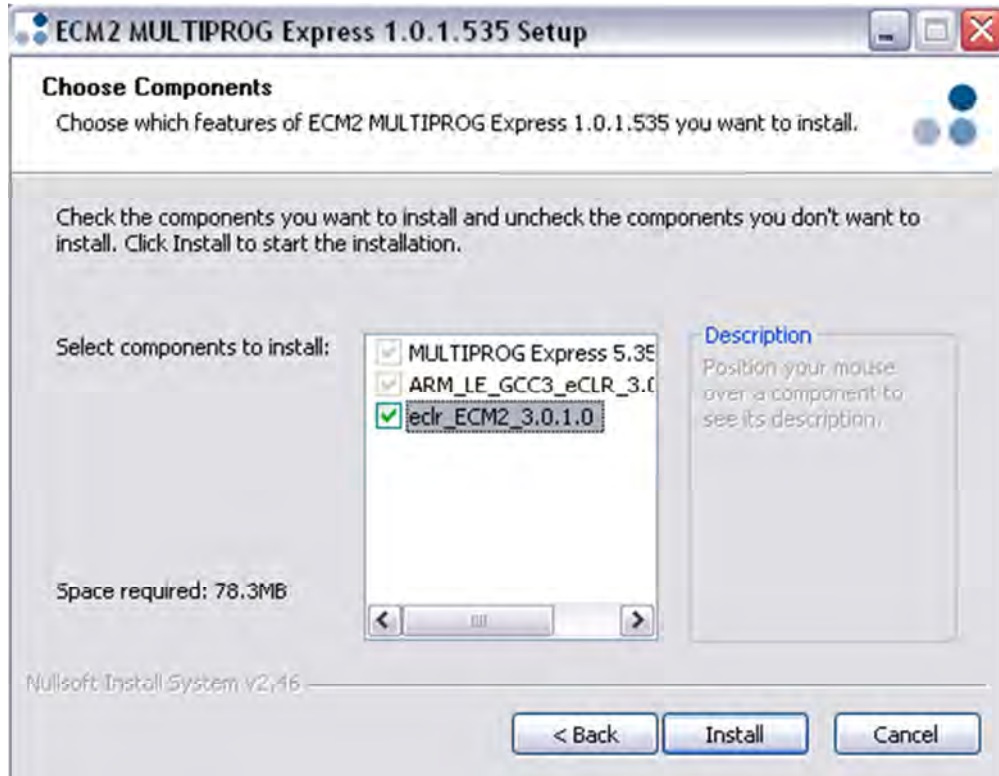 ECM2 MULTIPROG Express 1.0.1.535 Setup
Choose Components
Choose which features of ECM2 MULTIPROG Express 1.0.1.535 you want to install.
Check the components you want to install and uncheck the components you don't want to
install. Click Install to start the installation.
Select components to install:
MULTIPROG Express 5.35
ARM_LE_GCC3_eCLR_3.0
eclr_ECM2_3.0.1.0
Description
Position your mouse
over a component to
see its description.
Space required: 78.3MB
Nullsoft Install System v2.46
< Back
Install
Cancel